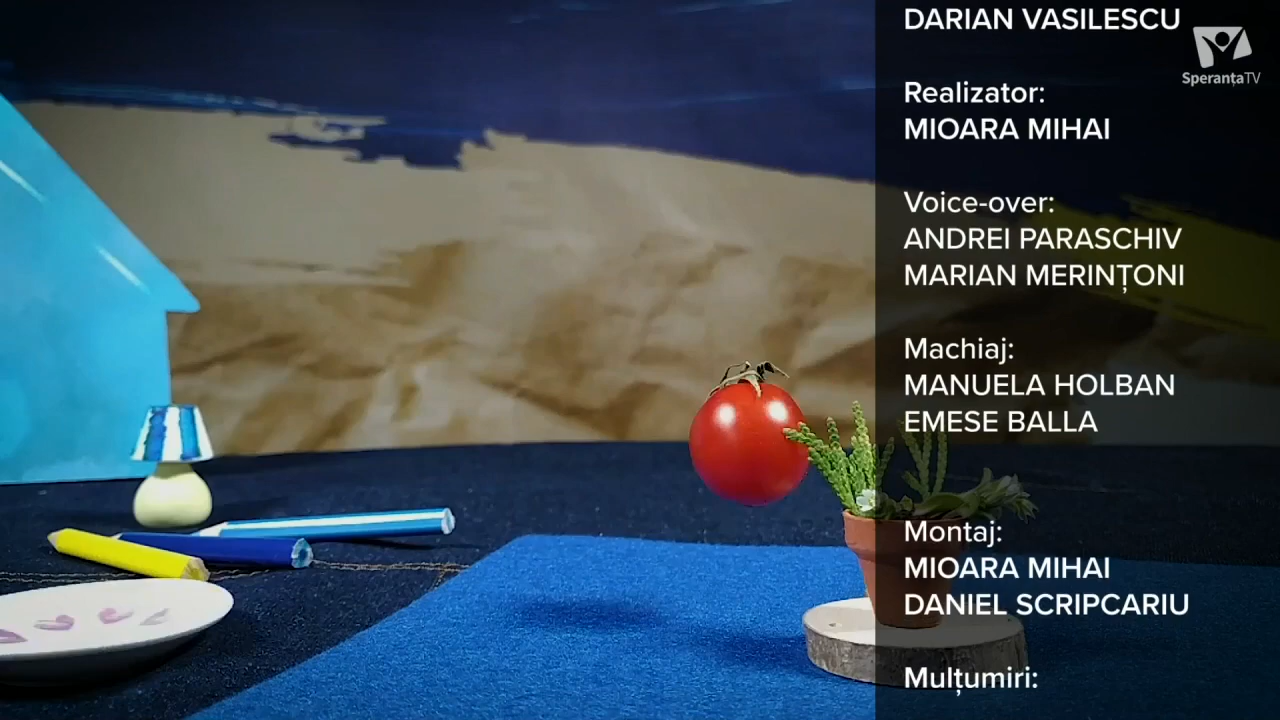 DARIAN VASILESCU
SperanțaTV
Realizator:
MIOARA MIHAI
Voice-over:
ANDREI PARASCHIV
MARIAN MERINȚONI
Machiaj:
MANUELA HOLBAN
EMESE BALLA
Montaj:
MIOARA MIHAI
DANIEL SCRIPCARIU
Mulțumiri: